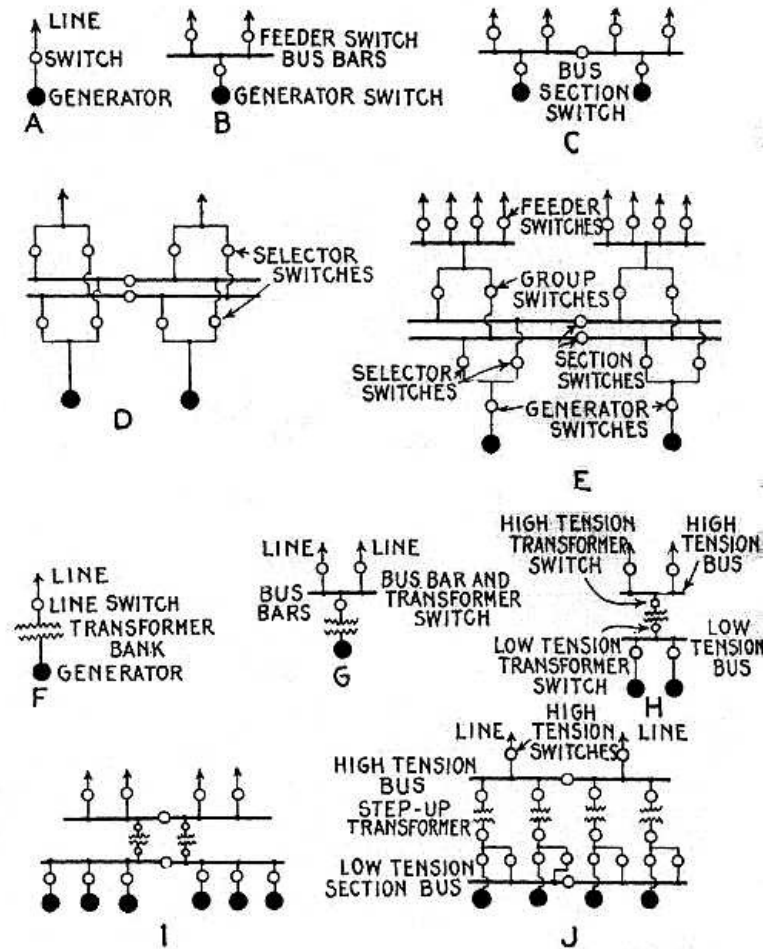 LINE
SWITCH
GENERATOR
A
FEEDER SWITCH
BUS BARS
GENERATOR SWITCH
B
BUS
SECTION
SWITCH
C
SELECTOR
SWITCHES
D
FEEDER
SWITCHES
GROUP
SWITCHES
SELECTOR
SWITCHES
SECTION
SWITCHES
GENERATOR
SWITCHES
E
LINE
LINE SWITCH
TRANSFORMER
BANK
GENERATOR
F
LINE
LINE
BUS
BARS
BUS BAR AND
TRANSFORMER
SWITCH
G
HIGH TENSION
TRANSFORMER
SWITCH
HIGH
TENSION
BUS
LOW TENSION
TRANSFORMER
SWITCH
LOW
TENSION
BUS
H
I
LINE
HIGH
TENSION
SWITCHES
LINE
HIGH TENSION
BUS
STEP-UP
TRANSFORMER
LOW TENSION
SECTION BUS
J